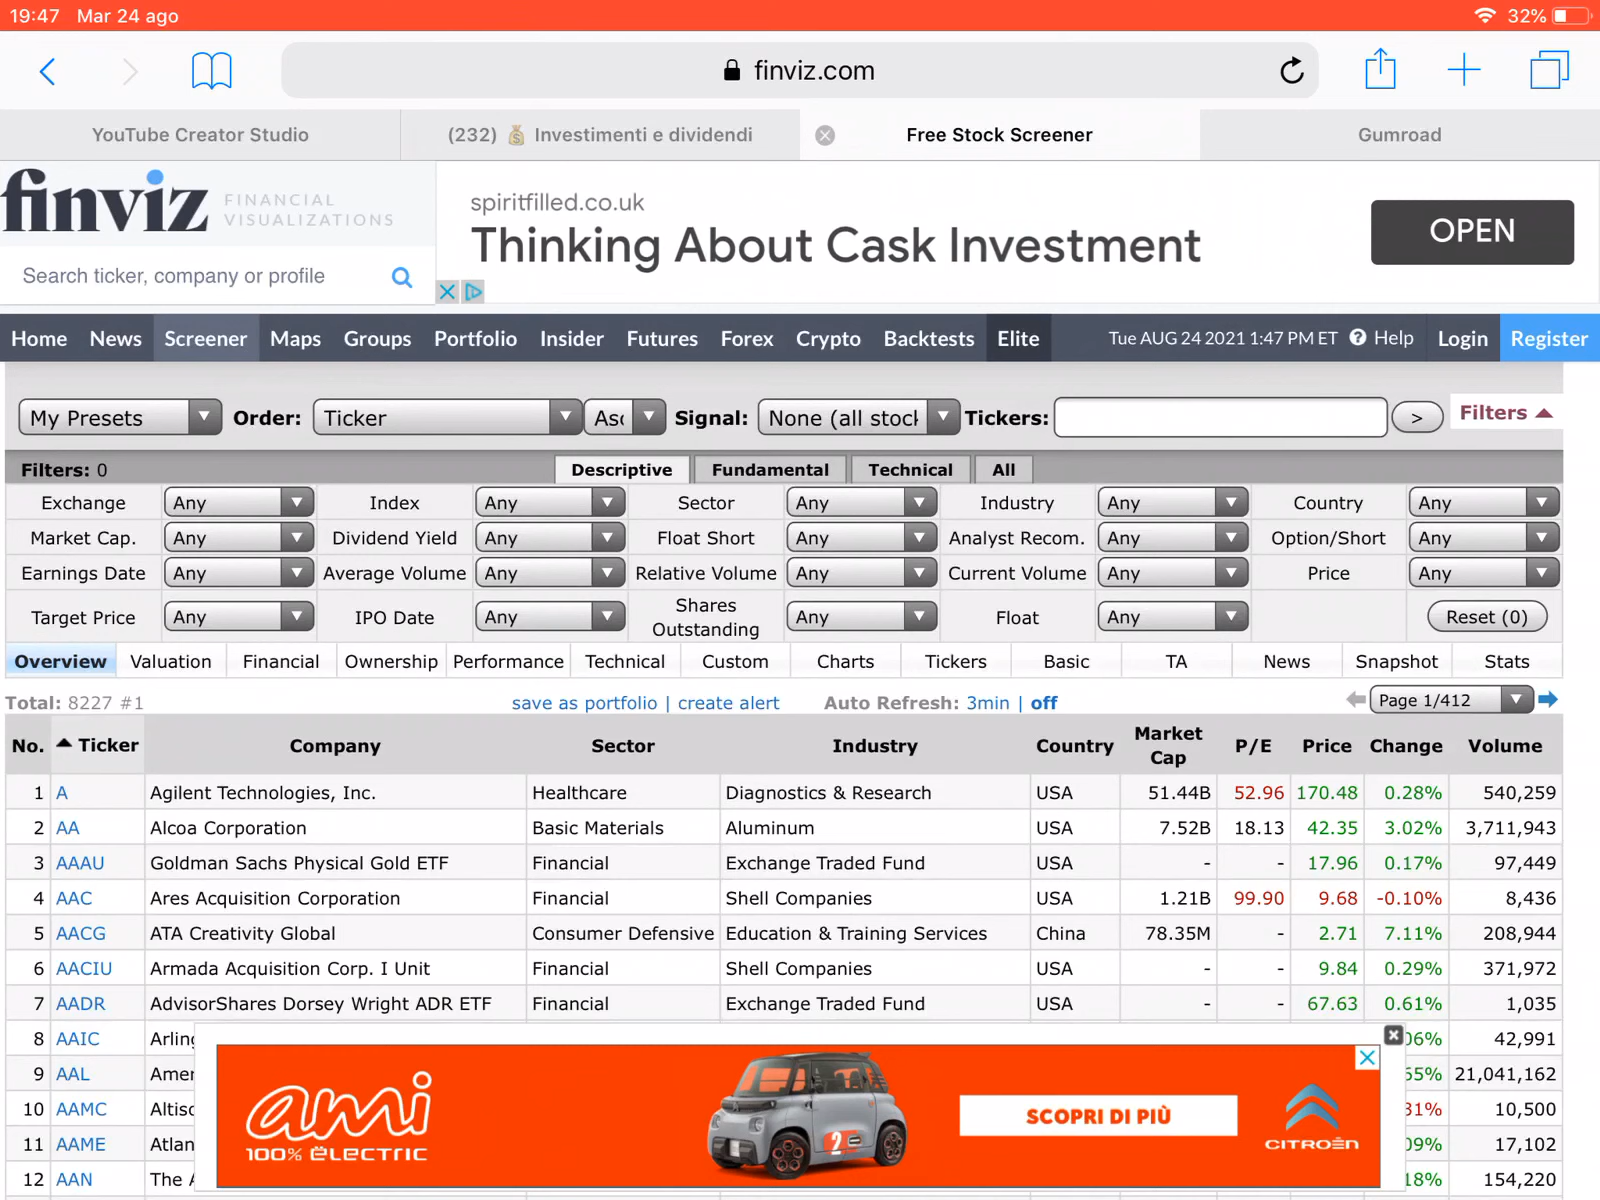 19:47 Mar 24 ago 32%
finviz.com
YouTube Creator Studio (232) 💰 Investimenti e dividendi Free Stock Screener Gumroad
finviz FINANCIAL VISUALIZATIONS
Search ticker, company or profile
spiritfilled.co.uk
Thinking About Cask Investment
OPEN
Home News Screener Maps Groups Portfolio Insider Futures Forex Crypto Backtests Elite Tue AUG 24 2021 1:47 PM ET Help Login Register
My Presets Order: Ticker Asc Signal: None (all stock Tickers: > Filters
Filters: 0 Descriptive Fundamental Technical All
Exchange Any Index Any Sector Any Industry Any Country Any
Market Cap. Any Dividend Yield Any Float Short Any Analyst Recom. Any Option/Short Any
Earnings Date Any Average Volume Any Relative Volume Any Current Volume Any Price Any
Target Price Any IPO Date Any Shares Outstanding Any Float Any Reset (0)
Overview Valuation Financial Ownership Performance Technical Custom Charts Tickers Basic TA News Snapshot Stats
Total: 8227 #1 save as portfolio | create alert Auto Refresh: 3min | off Page 1/412
No. Ticker Company Sector Industry Country Market Cap P/E Price Change Volume
1 A Agilent Technologies, Inc. Healthcare Diagnostics & Research USA 51.44B 52.96 170.48 0.28% 540,259
2 AA Alcoa Corporation Basic Materials Aluminum USA 7.52B 18.13 42.35 3.02% 3,711,943
3 AAAU Goldman Sachs Physical Gold ETF Financial Exchange Traded Fund USA - - 17.96 0.17% 97,449
4 AAC Ares Acquisition Corporation Financial Shell Companies USA 1.21B 99.90 9.68 -0.10% 8,436
5 AACG ATA Creativity Global Consumer Defensive Education & Training Services China 78.35M - 2.71 7.11% 208,944
6 AACIU Armada Acquisition Corp. I Unit Financial Shell Companies USA - - 9.84 0.29% 371,972
7 AADR AdvisorShares Dorsey Wright ADR ETF Financial Exchange Traded Fund USA - - 67.63 0.61% 1,035
8 AAIC Arling 06% 42,991
9 AAL Amer 65% 21,041,162
10 AAMC Altiso 31% 10,500
11 AAME Atlan 09% 17,102
12 AAN The A 18% 154,220
ami
100% ëLECTRIC
2
SCOPRI DI PIÙ
CITROËN